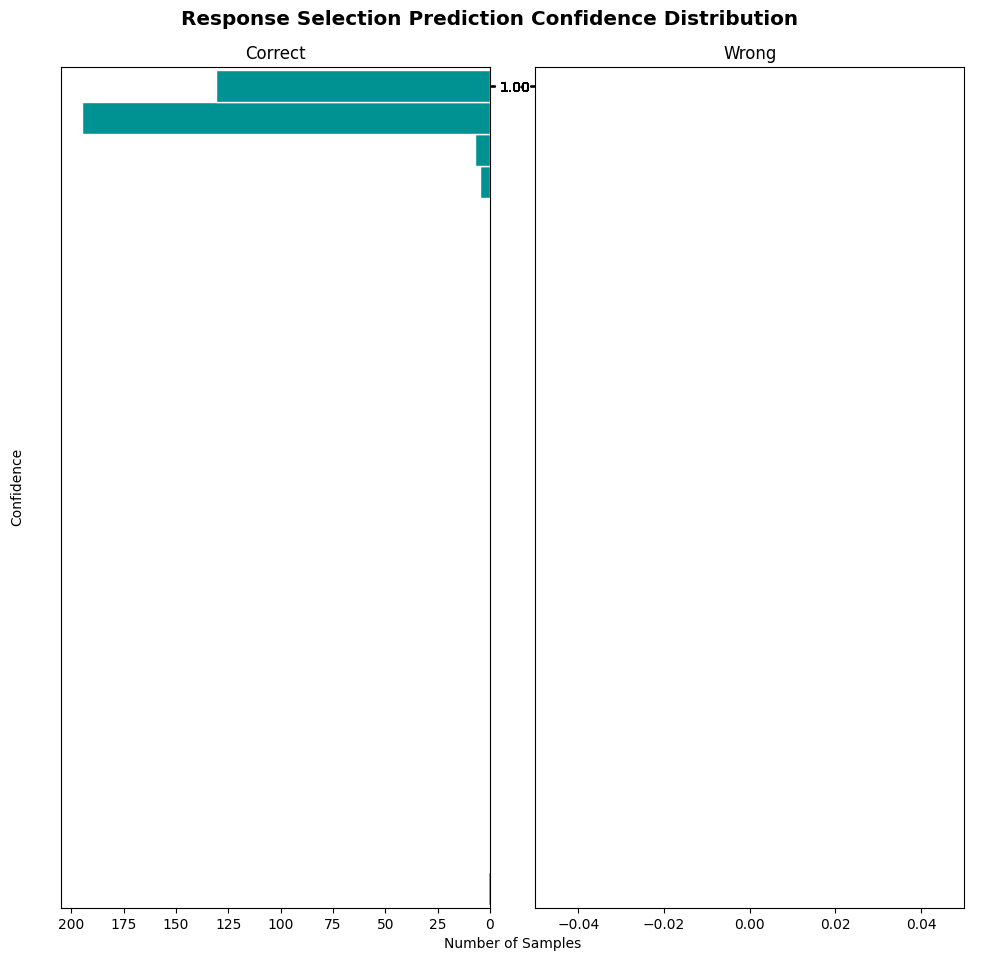 Response Selection Prediction Confidence Distribution
Correct
Wrong
1.00
Confidence
200 175 150 125 100 75 50 25 0
−0.04 −0.02 0.00 0.02 0.04
Number of Samples